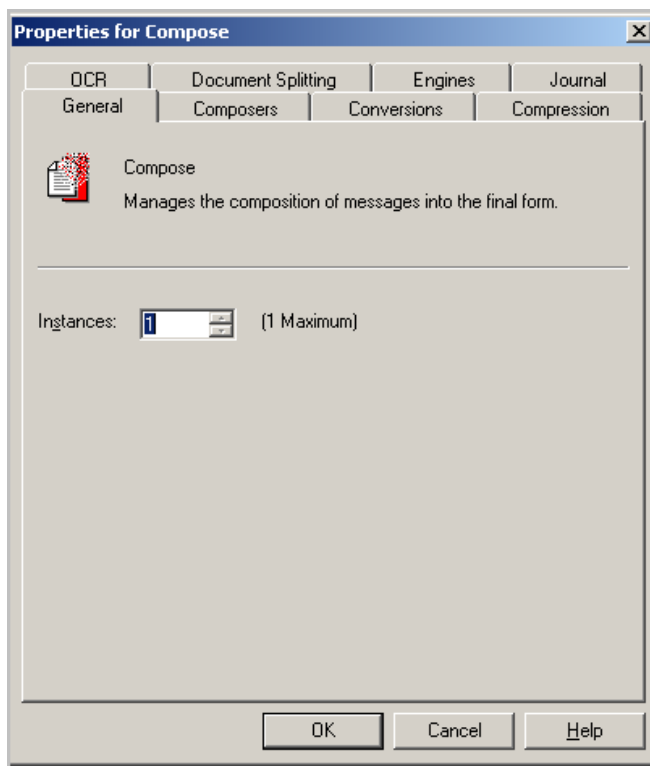 Properties for Compose
OCR Document Splitting Engines Journal
General Composers Conversions Compression
Compose
Manages the composition of messages into the final form.
Instances: 1 (1 Maximum)
OK Cancel Help